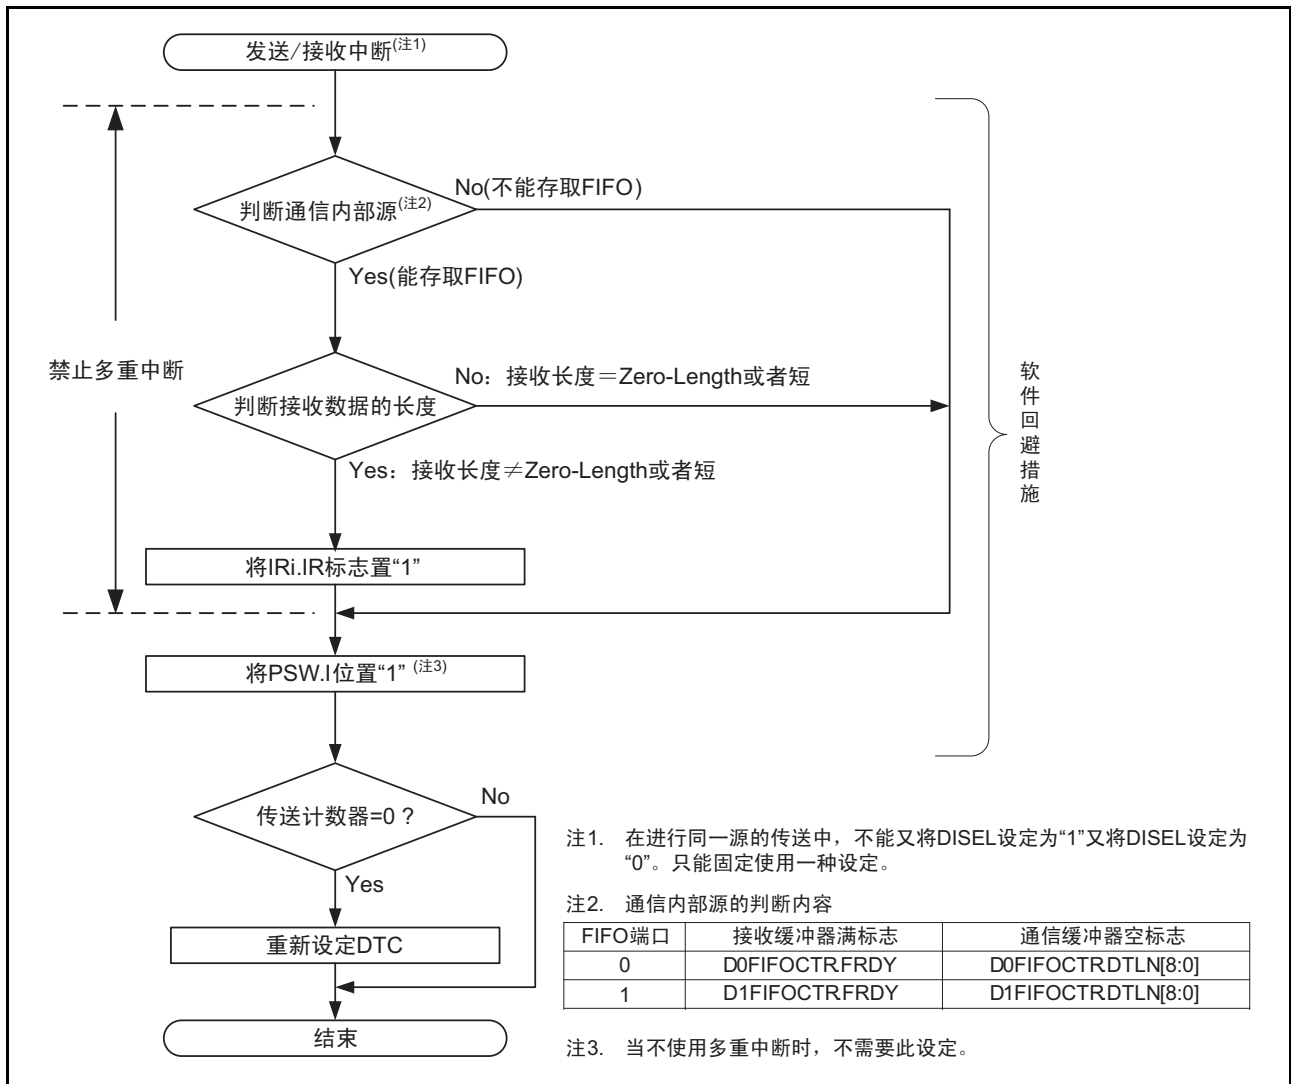 发送/接收中断(注1)
判断通信内部源(注2)
No(不能存取FIFO)
Yes(能存取FIFO)
禁止多重中断
判断接收数据的长度
No：接收长度＝Zero-Length或者短
Yes：接收长度≠Zero-Length或者短
将IRi.IR标志置“1”
将PSW.I位置“1” (注3)
软件回避措施
传送计数器=0？
No
Yes
重新设定DTC
结束
注1. 在进行同一源的传送中，不能又将DISEL设定为“1”又将DISEL设定为
“0”。只能固定使用一种设定。
注2. 通信内部源的判断内容
FIFO端口 接收缓冲器满标志 通信缓冲器空标志
0 D0FIFOCTR.FRDY D0FIFOCTR.DTLN[8:0]
1 D1FIFOCTR.FRDY D1FIFOCTR.DTLN[8:0]
注3. 当不使用多重中断时，不需要此设定。